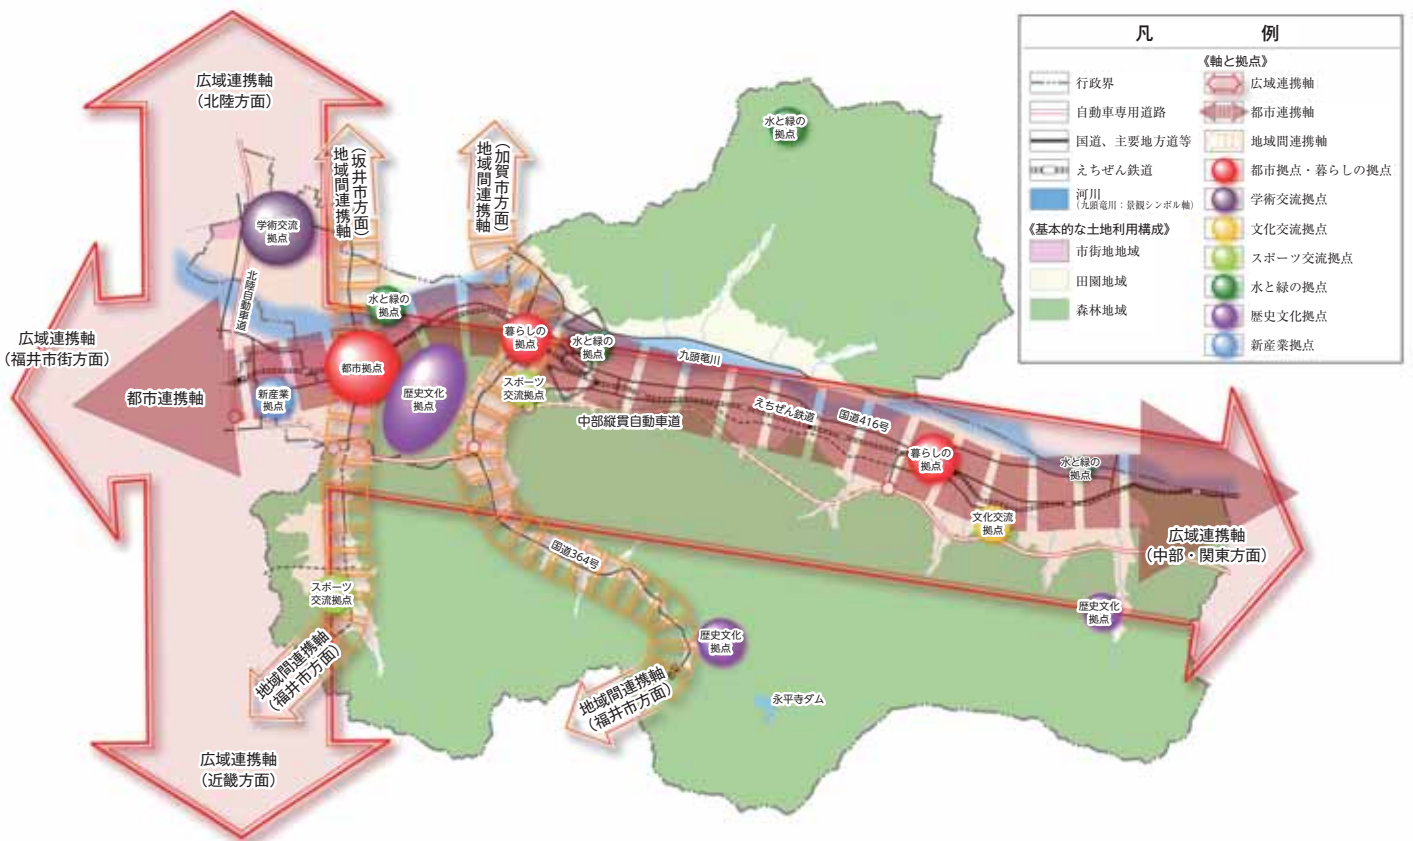 広域連携軸
（北陸方面）
地域間連携軸
（坂井市方面）
地域間連携軸
（加賀市方面）
水と緑の
拠点
学術交流
拠点
北陸自動車道
水と緑の
拠点
広域連携軸
（福井市街方面）
都市連携軸
新産業
拠点
都市拠点
歴史文化
拠点
暮らしの
拠点
水と緑の
拠点
スポーツ
交流拠点
九頭竜川
中部縦貫自動車道
えちぜん鉄道
国道416号
暮らしの
拠点
水と緑の
拠点
文化交流
拠点
広域連携軸
（中部・関東方面）
国道364号
スポーツ
交流拠点
歴史文化
拠点
歴史文化
拠点
地域間連携軸
（福井市方面）
地域間連携軸
（福井市方面）
永平寺ダム
広域連携軸
（近畿方面）
凡　例
行政界
自動車専用道路
国道、主要地方道等
えちぜん鉄道
河川
（九頭竜川：景観シンボル軸）
《基本的な土地利用構成》
市街地地域
田園地域
森林地域
《軸と拠点》
広域連携軸
都市連携軸
地域間連携軸
都市拠点・暮らしの拠点
学術交流拠点
文化交流拠点
スポーツ交流拠点
水と緑の拠点
歴史文化拠点
新産業拠点